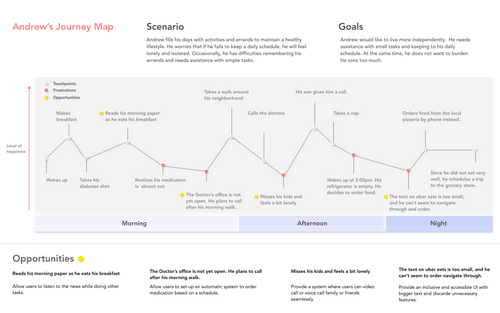 Andrew's Journey Map
Scenario
Andrew fills his days with activities and errands to maintain a healthy
lifestyle. He worries that if he fails to keep a daily schedule, he will feel
lonely and isolated. Occasionally, he has difficulties remembering his
errands and needs assistance with simple tasks.
Goals
Andrew would like to live more independently. He needs
assistance with small tasks and keeping to his daily
schedule. At the same time, he does not want to burden
his sons too much.
Touchpoints
Frustrations
Opportunities
Level of
happiness
Makes
breakfast
Reads his morning paper
as he eats his breakfast
Takes a walk around
his neighborhood
Calls the doctors
His son gives him a call.
Takes a nap
Orders food from the local
pizzeria by phone instead.
Wakes up
Takes his
diabetes shot
Realizes his medication
is almost out
The Doctor's office is not
yet open. He plans to call
after his morning walk.
Misses his kids and
feels a bit lonely
Wakes up at 5:00pm. His
refrigerator is empty. He
decides to order food.
The text on uber eats is too small,
and he can't seem to navigate
through and order.
Since he did not eat very
well, he schedules a trip
to the grocery store.
Morning
Afternoon
Night
Opportunities
Reads his morning paper as he eats his breakfast
Allow users to listen to the news while doing other
tasks.
The Doctor's office is not yet open. He plans to call
after his morning walk.
Allow users to set up an automatic system to order
medication based on a schedule.
Misses his kids and feels a bit lonely
Provide a system where users can video
call or voice call family or friends
seamlessly.
The text on uber eats is too small, and he
can't seem to order navigate through.
Provide an inclusive and accessible UI with
bigger text and discard unnecessary
features.